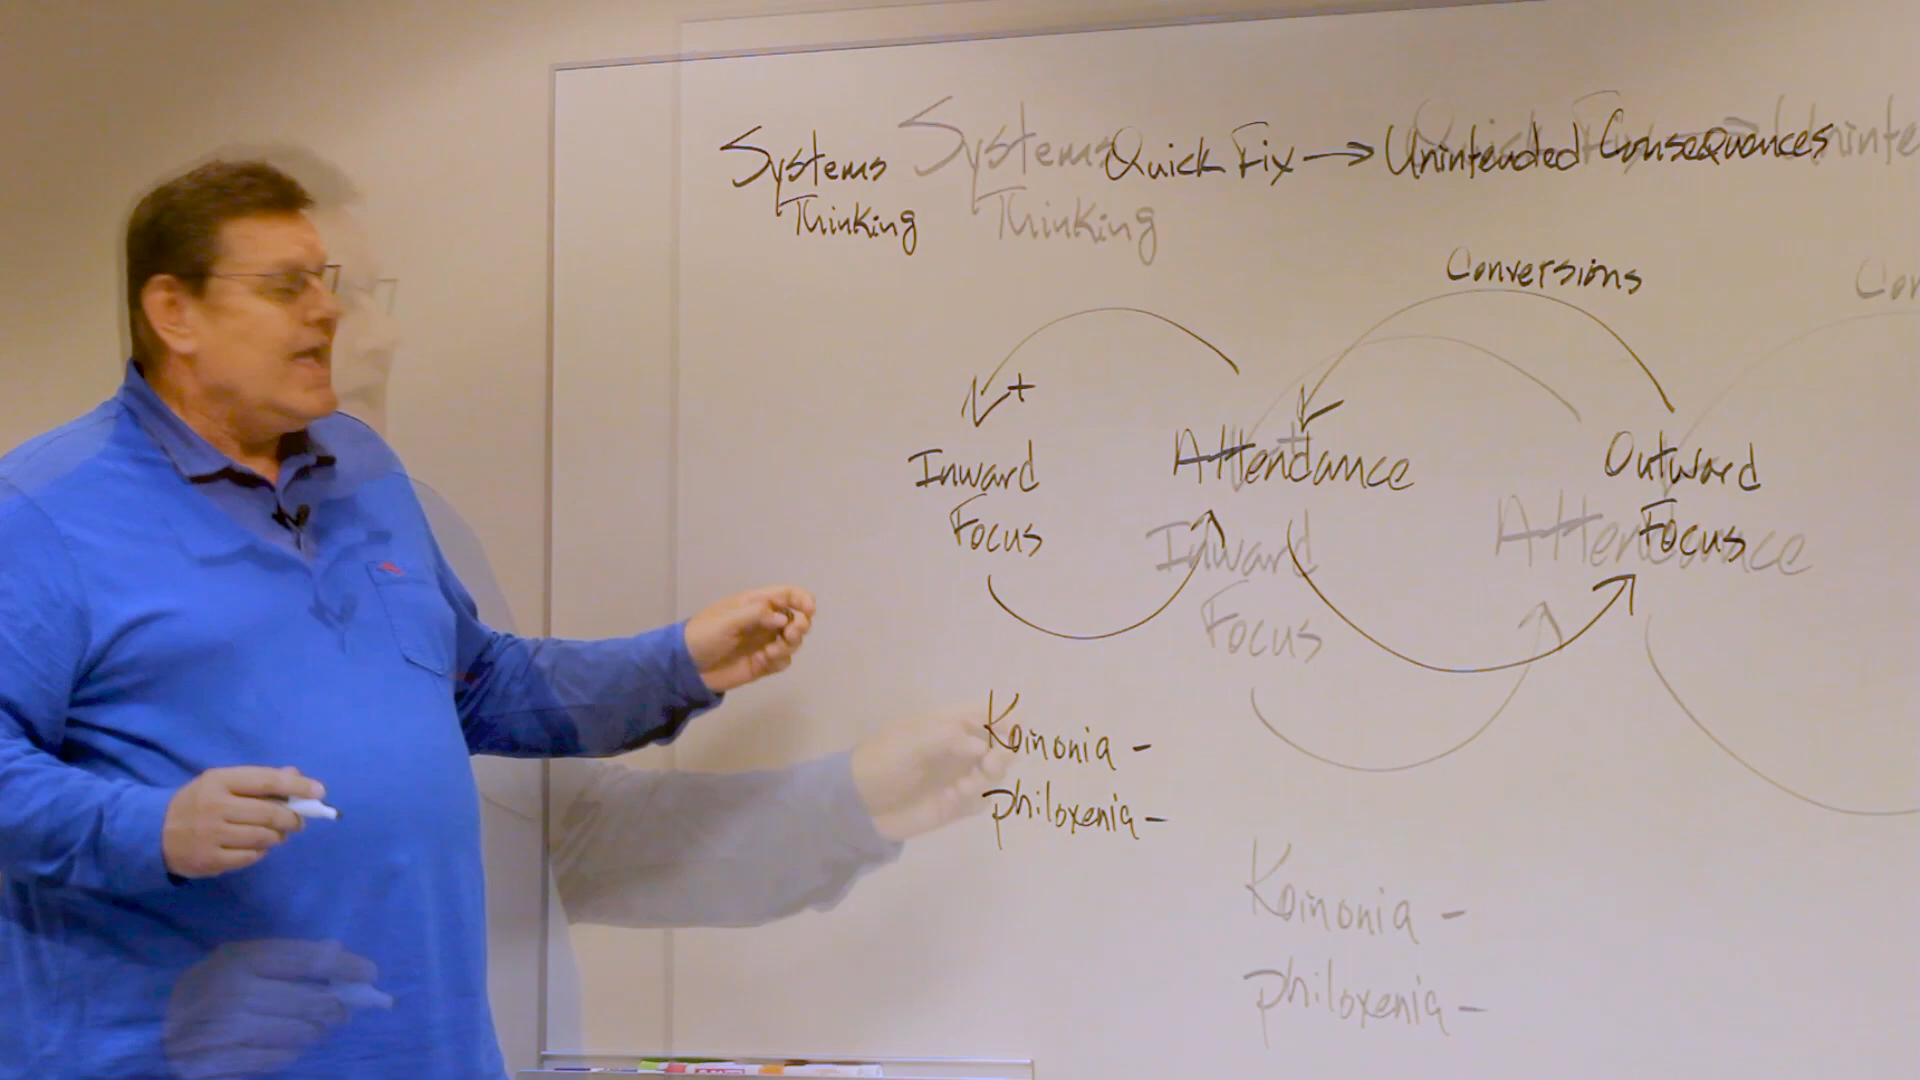 Systems
Thinking
Quick Fix → Unintended Consequences
Conversions
+
Inward
Focus
Attendance
Outward
Focus
Koinonia -
philoxenia -